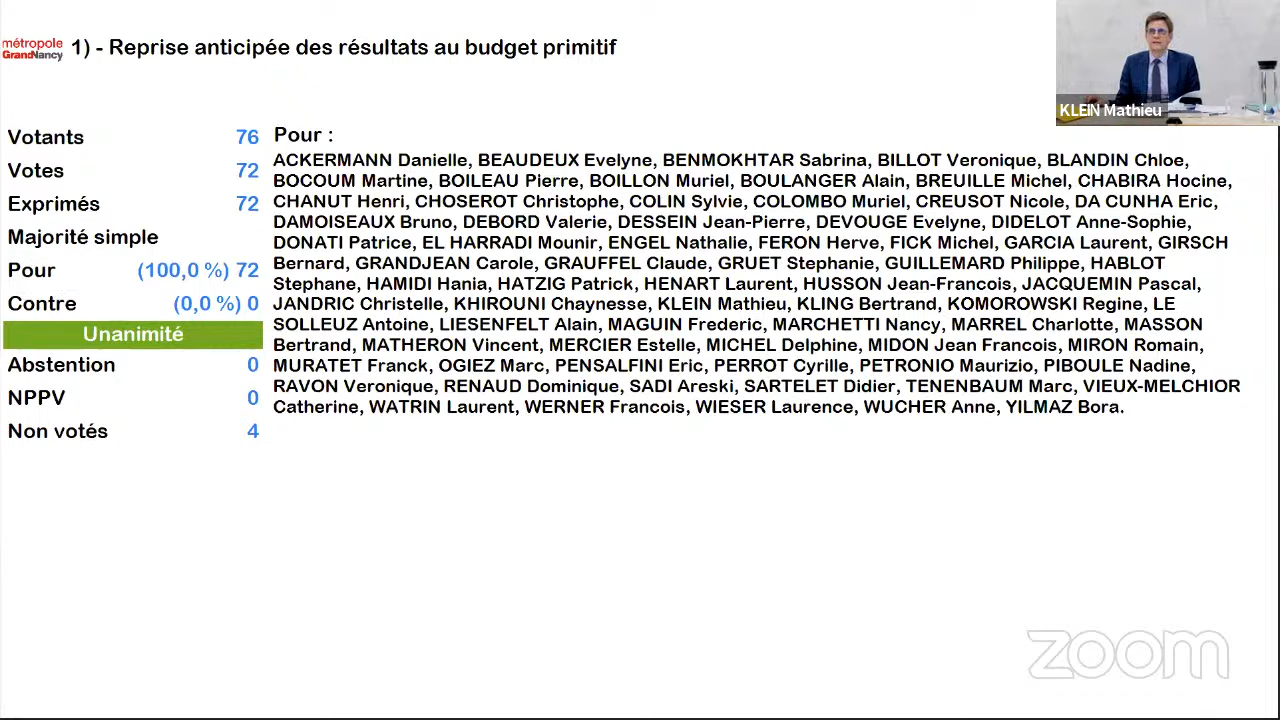 métropole
GrandNancy
1) - Reprise anticipée des résultats au budget primitif
KLEIN Mathieu
Votants 76
Votes 72
Exprimés 72
Majorité simple
Pour (100,0 %) 72
Contre (0,0 %) 0
Unanimité
Abstention 0
NPPV 0
Non votés 4
Pour :
ACKERMANN Danielle, BEAUDEUX Evelyne, BENMOKHTAR Sabrina, BILLOT Veronique, BLANDIN Chloe,
BOCOUM Martine, BOILEAU Pierre, BOILLON Muriel, BOULANGER Alain, BREUILLE Michel, CHABIRA Hocine,
CHANUT Henri, CHOSEROT Christophe, COLIN Sylvie, COLOMBO Muriel, CREUSOT Nicole, DA CUNHA Eric,
DAMOISEAUX Bruno, DEBORD Valerie, DESSEIN Jean-Pierre, DEVOUGE Evelyne, DIDELOT Anne-Sophie,
DONATI Patrice, EL HARRADI Mounir, ENGEL Nathalie, FERON Herve, FICK Michel, GARCIA Laurent, GIRSCH
Bernard, GRANDJEAN Carole, GRAUFFEL Claude, GRUET Stephanie, GUILLEMARD Philippe, HABLOT
Stephane, HAMIDI Hania, HATZIG Patrick, HENART Laurent, HUSSON Jean-Francois, JACQUEMIN Pascal,
JANDRIC Christelle, KHIROUNI Chaynesse, KLEIN Mathieu, KLING Bertrand, KOMOROWSKI Regine, LE
SOLLEUZ Antoine, LIESENFELT Alain, MAGUIN Frederic, MARCHETTI Nancy, MARREL Charlotte, MASSON
Bertrand, MATHERON Vincent, MERCIER Estelle, MICHEL Delphine, MIDON Jean Francois, MIRON Romain,
MURATET Franck, OGIEZ Marc, PENSALFINI Eric, PERROT Cyrille, PETRONIO Maurizio, PIBOULE Nadine,
RAVON Veronique, RENAUD Dominique, SADI Areski, SARTELET Didier, TENENBAUM Marc, VIEUX-MELCHIOR
Catherine, WATRIN Laurent, WERNER Francois, WIESER Laurence, WUCHER Anne, YILMAZ Bora.
zoom